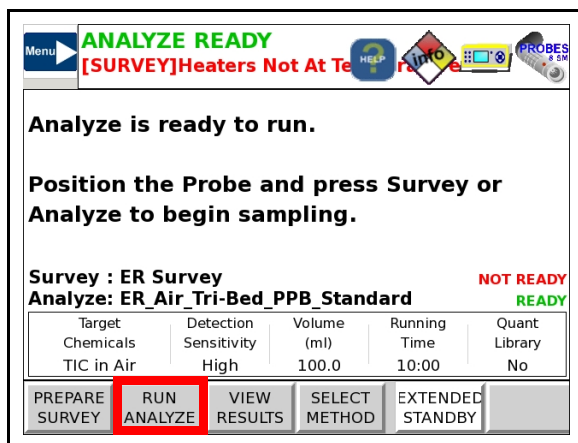 Menu
ANALYZE READY
[SURVEY]Heaters Not At Te
HELP
info
PROBES
& SM
Analyze is ready to run.
Position the Probe and press Survey or
Analyze to begin sampling.
Survey : ER Survey
NOT READY
Analyze: ER_Air_Tri-Bed_PPB_Standard
READY
Target Chemicals
Detection Sensitivity
Volume (ml)
Running Time
Quant Library
TIC in Air
High
100.0
10:00
No
PREPARE SURVEY
RUN ANALYZE
VIEW RESULTS
SELECT METHOD
EXTENDED STANDBY